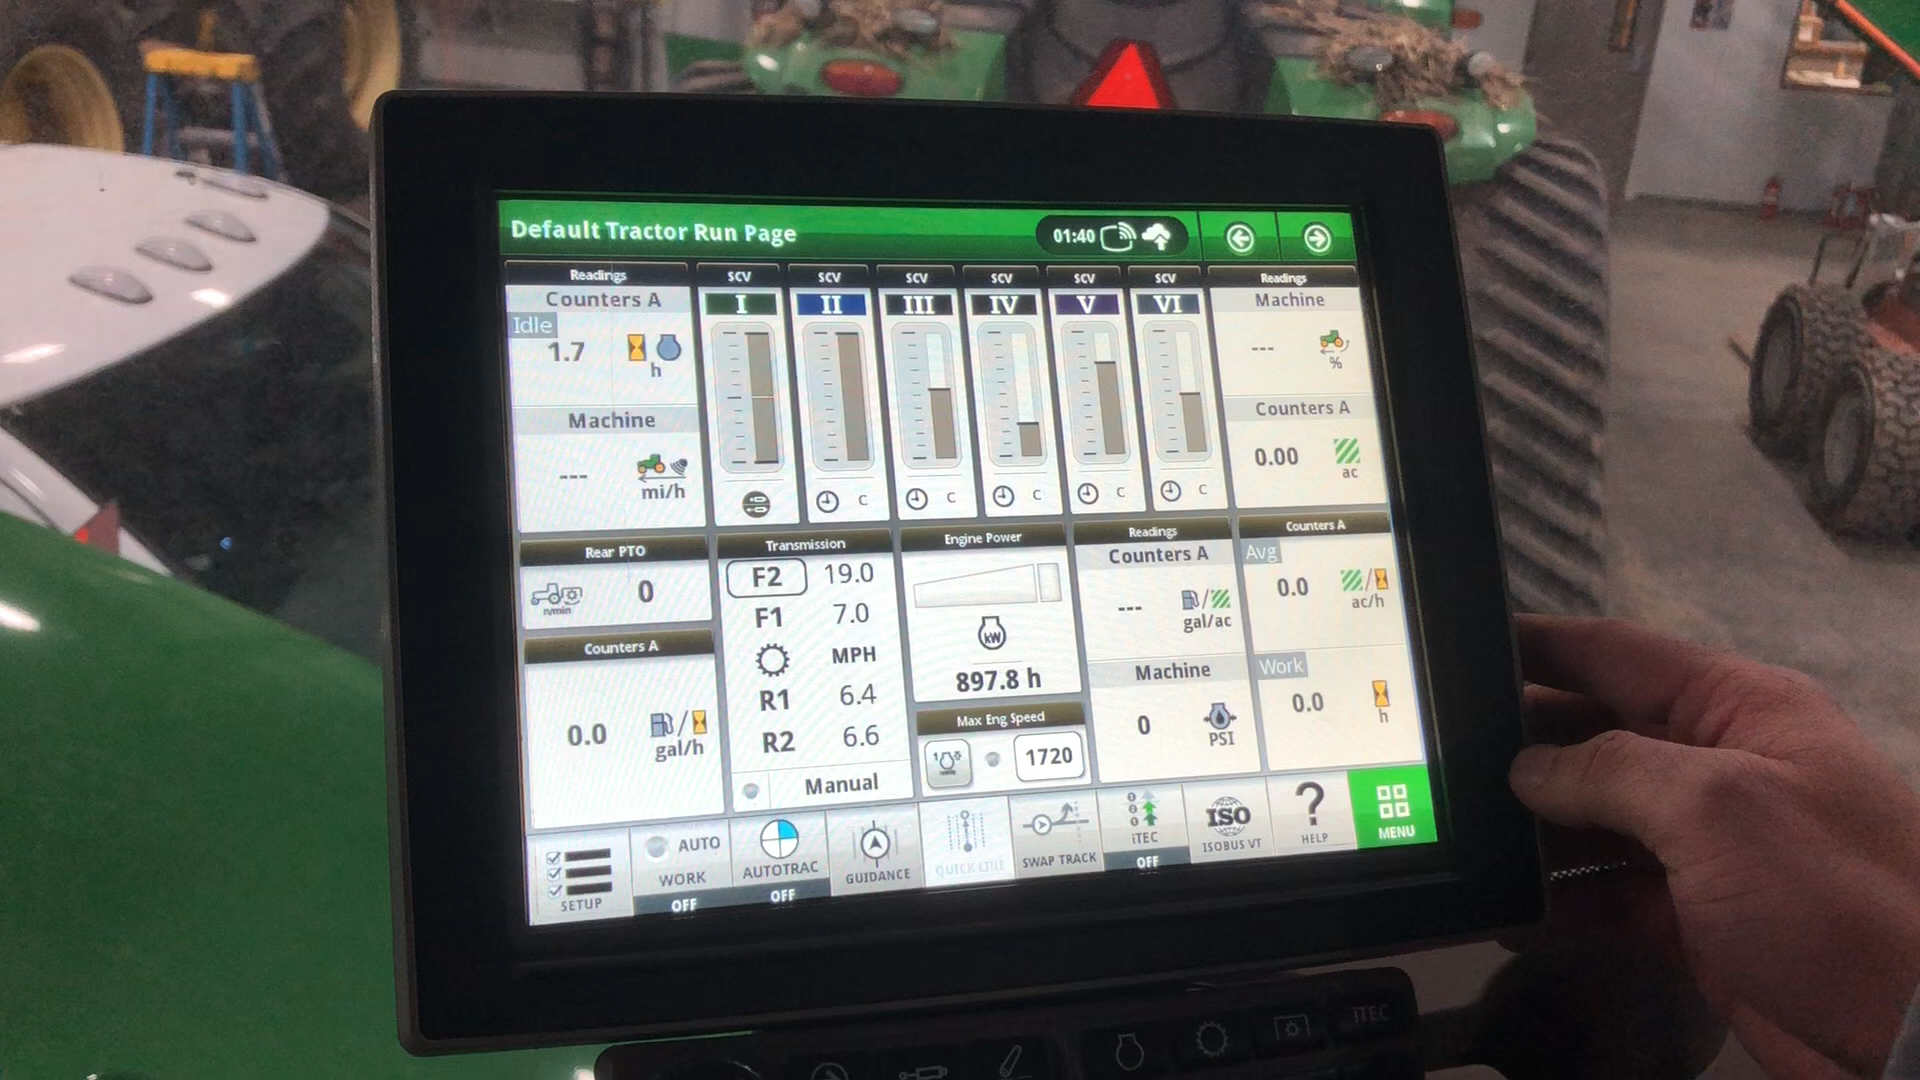 Default Tractor Run Page
01:40
Readings
Counters A
Idle
1.7
h
Machine
---
mi/h
SCV
I
SCV
II
C
SCV
III
C
SCV
IV
C
SCV
V
C
SCV
VI
C
Readings
Machine
---
%
Counters A
0.00
ac
Rear PTO
n/min
0
Counters A
0.0
gal/h
Transmission
F2 19.0
F1 7.0
MPH
R1 6.4
R2 6.6
Manual
Engine Power
kW
897.8 h
Max Eng Speed
1720
Readings
Counters A
---
gal/ac
Machine
0
PSI
Counters A
Avg
0.0
ac/h
Work
0.0
h
SETUP
AUTO
WORK
OFF
AUTOTRAC
OFF
GUIDANCE
QUICK LINE
SWAP TRACK
iTEC
OFF
ISO
ISOBUS VT
?
HELP
MENU
iTEC